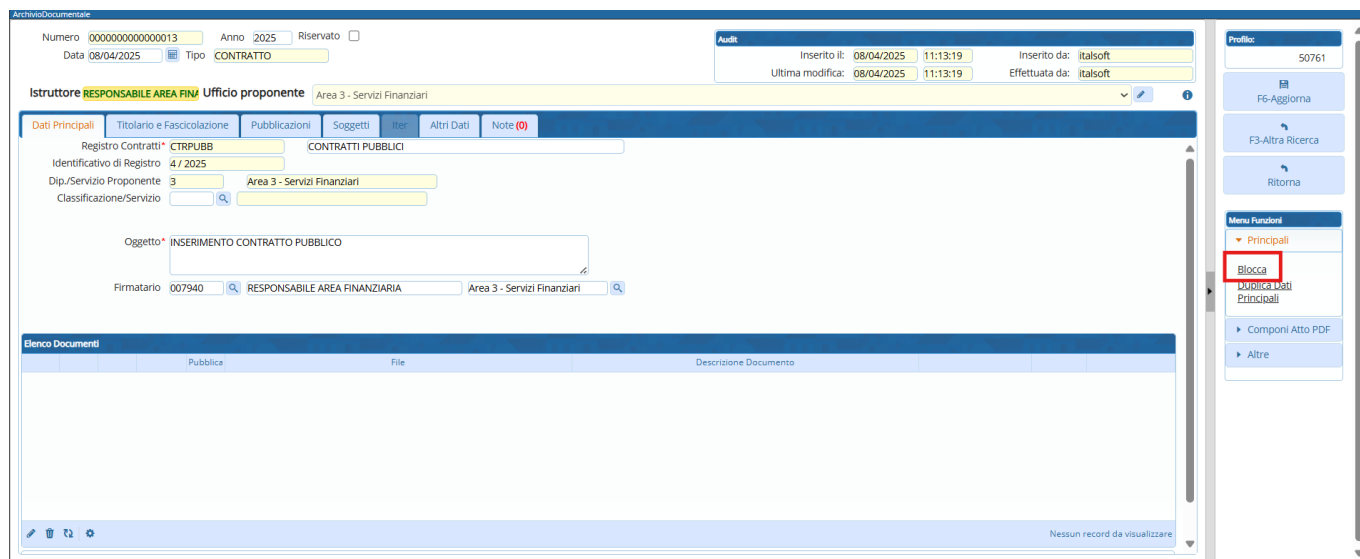 ArchivioDocumentale
Numero 0000000000000013 Anno 2025 Riservato
Data 08/04/2025 Tipo CONTRATTO
Audit
Inserito il: 08/04/2025 11:13:19 Inserito da: italsoft
Ultima modifica: 08/04/2025 11:13:19 Effettuata da: italsoft
Istruttore RESPONSABILE AREA FINA Ufficio proponente Area 3 - Servizi Finanziari
Dati Principali Titolario e Fascicolazione Pubblicazioni Soggetti Iter Altri Dati Note (0)
Registro Contratti* CTRPUBB CONTRATTI PUBBLICI
Identificativo di Registro 4 / 2025
Dip./Servizio Proponente 3 Area 3 - Servizi Finanziari
Classificazione/Servizio
Oggetto* INSERIMENTO CONTRATTO PUBBLICO
Firmatario 007940 RESPONSABILE AREA FINANZIARIA Area 3 - Servizi Finanziari
Elenco Documenti
Pubblica File Descrizione Documento
Nessun record da visualizzare
Profilo:
50761
F6-Aggiorna
F3-Altra Ricerca
Ritorna
Menu Funzioni
Principali
Blocca
Duplica Dati
Principali
Componi Atto PDF
Altre